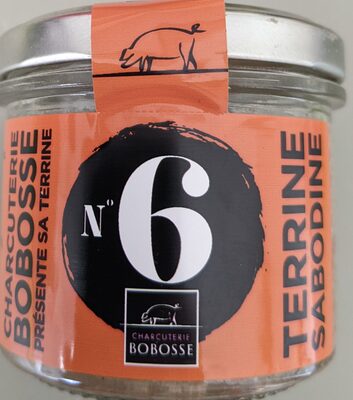 CHARCUTERIE
BOBOSSE
PRÉSENTE SA TERRINE
N° 6
CHARCUTERIE
BOBOSSE
TERRINE
SABODINE